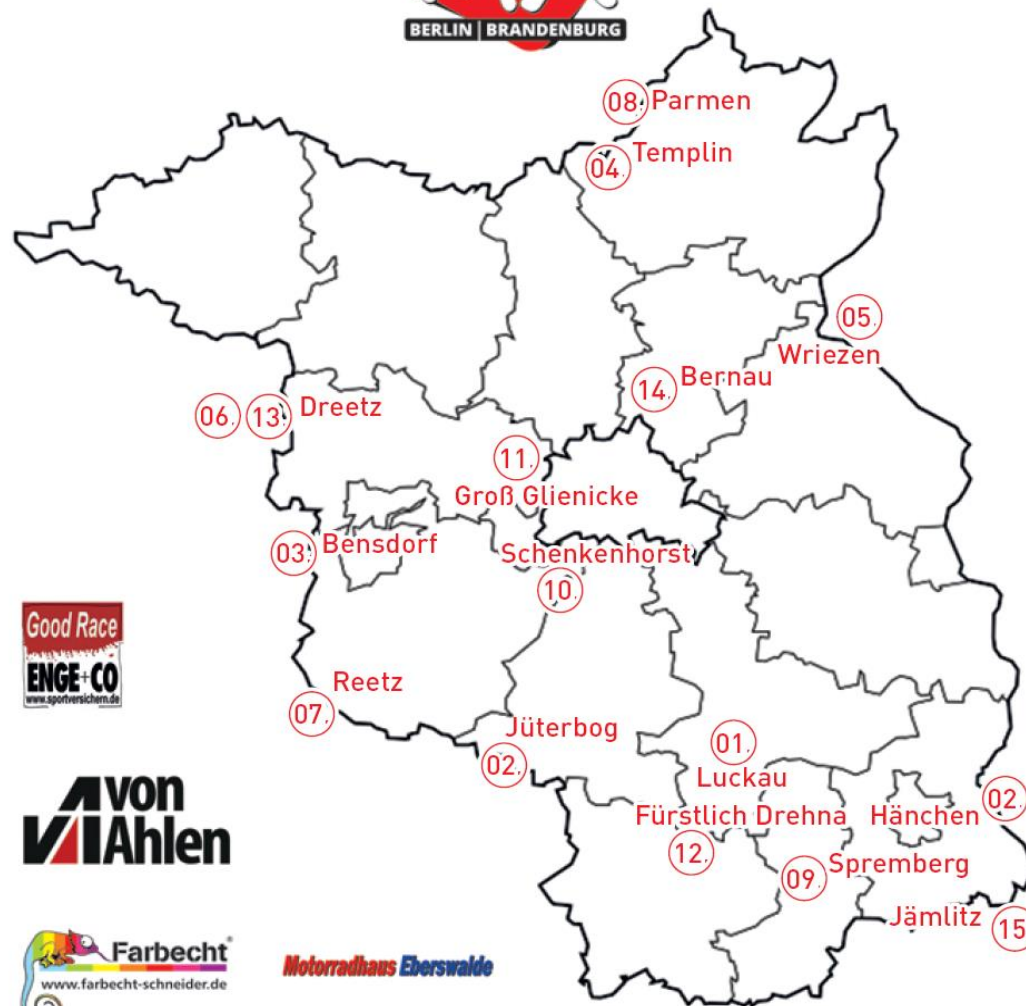 BERLIN | BRANDENBURG
08. Parmen
04. Templin
05.
Wriezen
14. Bernau
06. 13. Dreetz
11.
Groß Glienicke
03. Bensdorf
Schenkenhorst
10.
Good Race
ENGE+CO
www.sportversichern.de
Reetz
07.
Jüterbog
02.
01.
Luckau
von
Ahlen
Fürstlich Drehna
12.
Hänchen 02.
09. Spremberg
Jämlitz 15
Farbecht®
www.farbecht-schneider.de
Motorradhaus Eberswalde